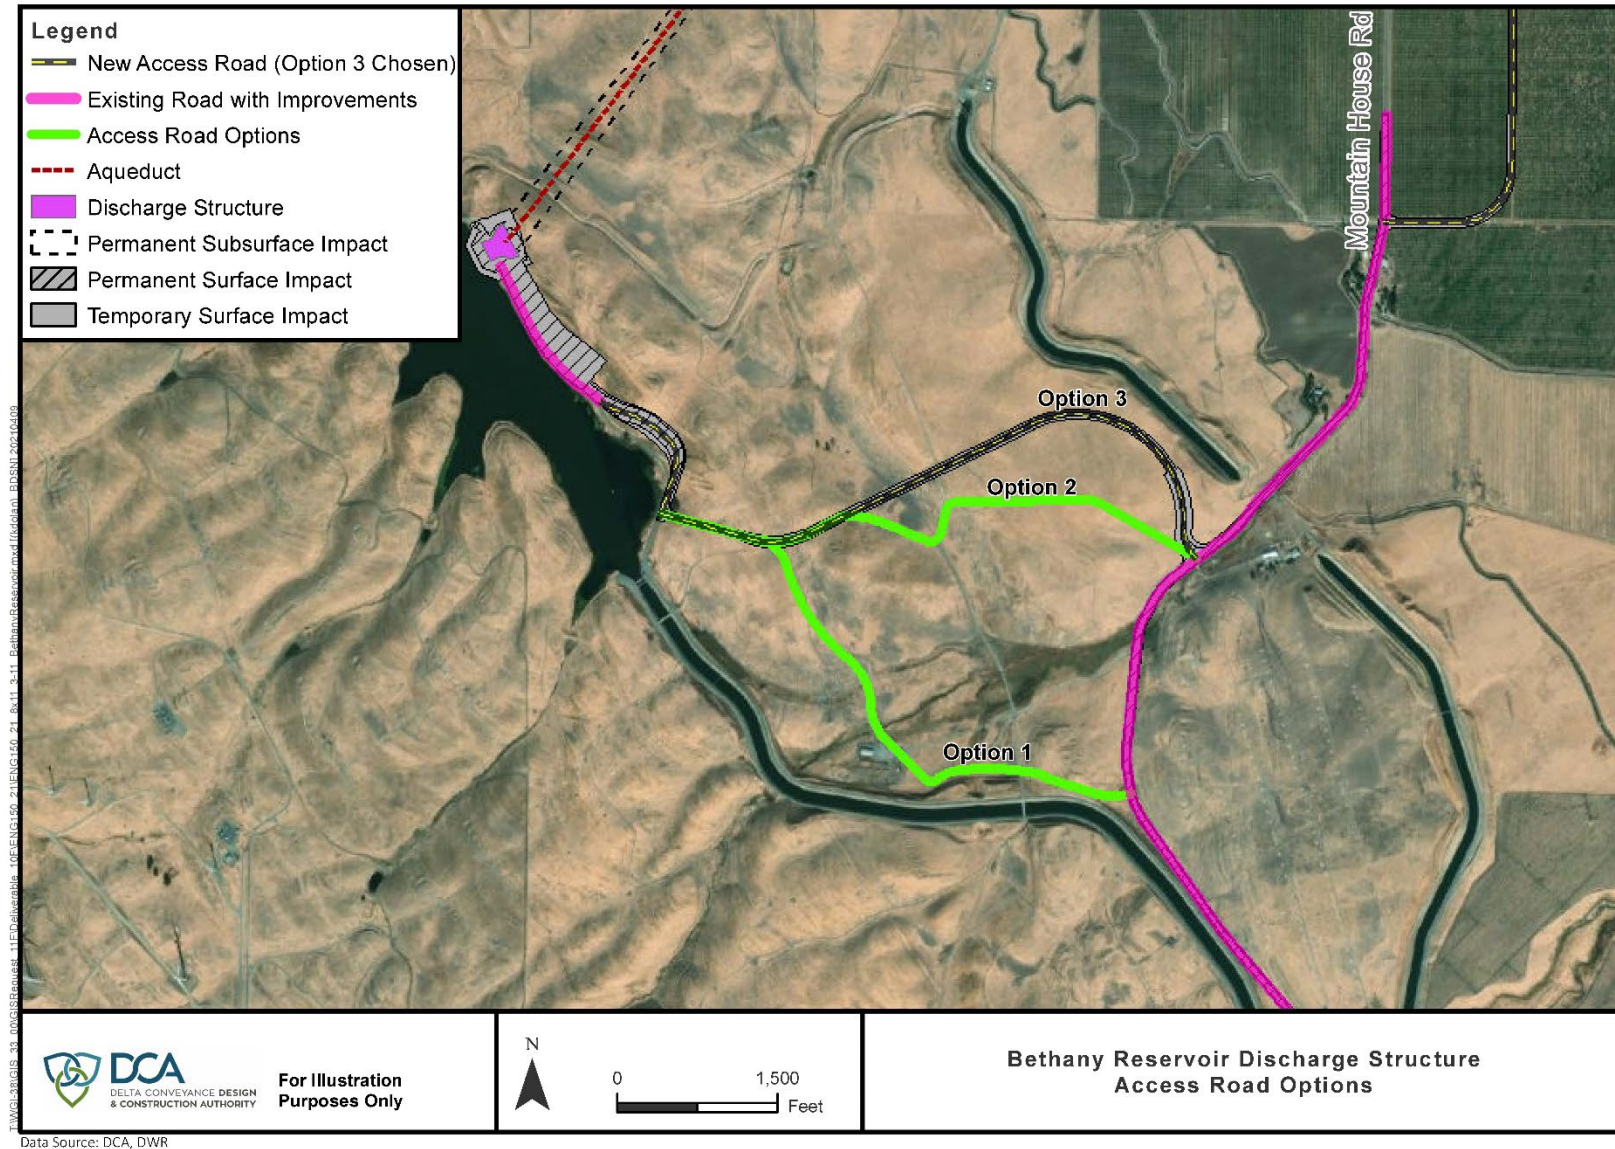 Legend
New Access Road (Option 3 Chosen)
Existing Road with Improvements
Access Road Options
Aqueduct
Discharge Structure
Permanent Subsurface Impact
Permanent Surface Impact
Temporary Surface Impact
Mountain House Rd
Option 3
Option 2
Option 1
DCA
DELTA CONVEYANCE DESIGN
& CONSTRUCTION AUTHORITY
For Illustration
Purposes Only
N
0 1,500
Feet
Bethany Reservoir Discharge Structure
Access Road Options
Data Source: DCA, DWR